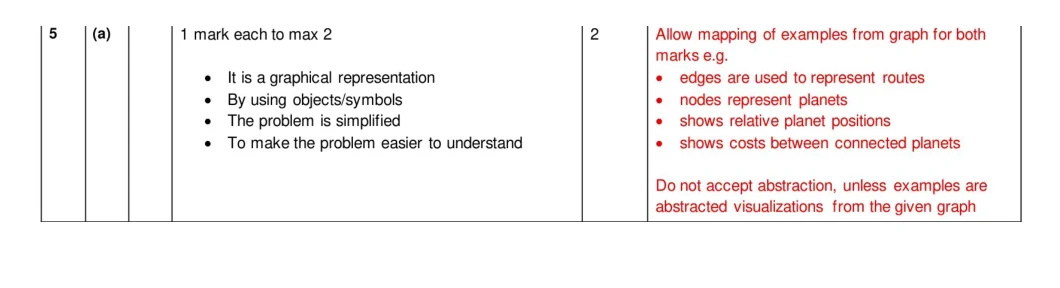 5 (a) 1 mark each to max 2 2 Allow mapping of examples from graph for both
marks e.g.
• It is a graphical representation • edges are used to represent routes
• By using objects/symbols • nodes represent planets
• The problem is simplified • shows relative planet positions
• To make the problem easier to understand • shows costs between connected planets
Do not accept abstraction, unless examples are
abstracted visualizations from the given graph